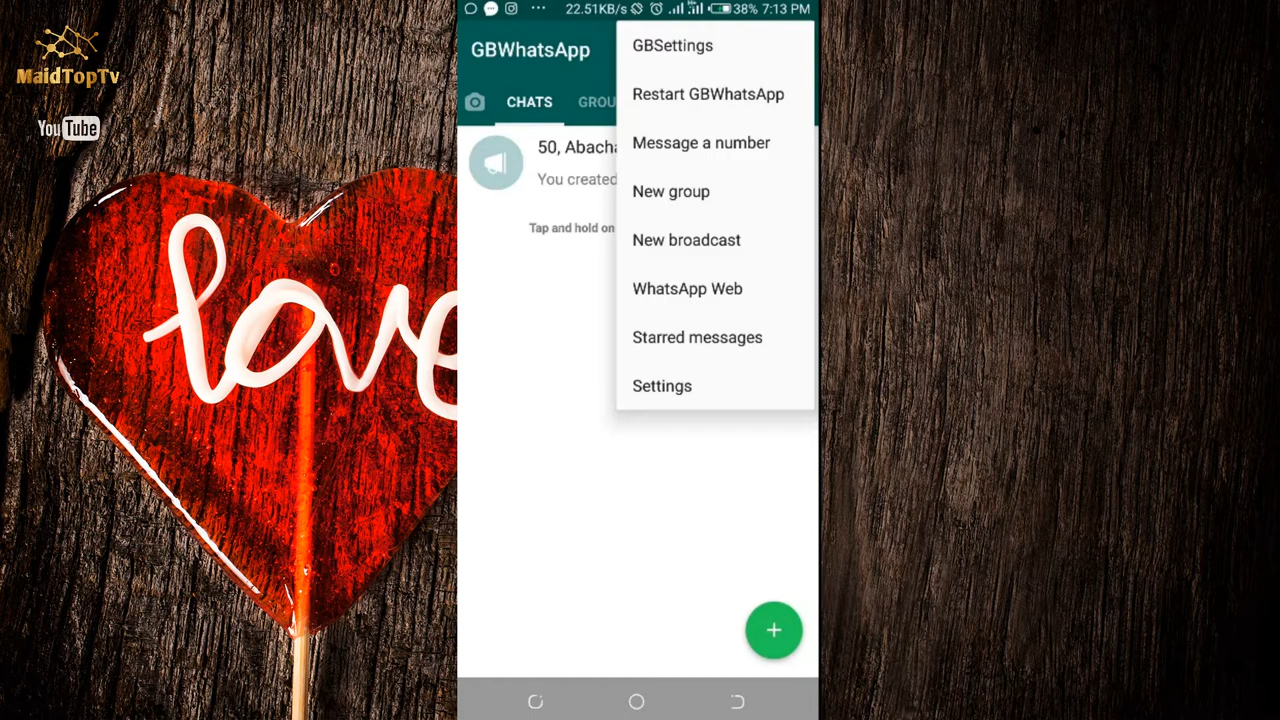 MaidTopTv
YouTube
love
22.51KB/s 38% 7:13 PM
GBWhatsApp
CHATS GROU
50, Abacha
You created
Tap and hold on
GBSettings
Restart GBWhatsApp
Message a number
New group
New broadcast
WhatsApp Web
Starred messages
Settings